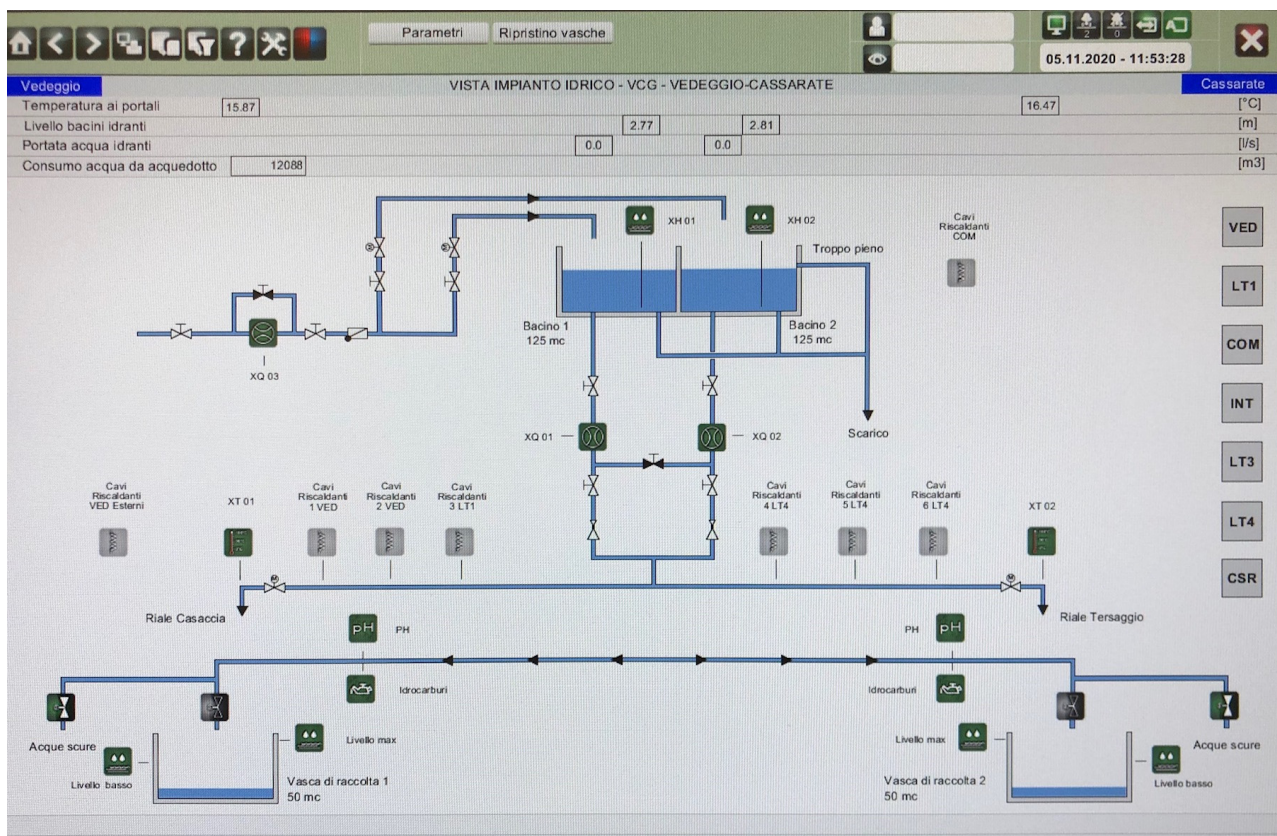 Parametri
Ripristino vasche
2
0
05.11.2020 - 11:53:28
Vedeggio
VISTA IMPIANTO IDRICO - VCG - VEDEGGIO-CASSARATE
Cassarate
Temperatura ai portali
15.87
16.47
[°C]
Livello bacini idranti
2.77
2.81
[m]
Portata acqua idranti
0.0
0.0
[l/s]
Consumo acqua da acquedotto
12088
[m3]
XH 01
XH 02
Troppo pieno
Cavi
Riscaldanti
COM
VED
LT1
COM
INT
LT3
LT4
CSR
Bacino 1
125 mc
Bacino 2
125 mc
XQ 03
XQ 01
XQ 02
Scarico
Cavi
Riscaldanti
VED Esterni
XT 01
Cavi
Riscaldanti
1 VED
Cavi
Riscaldanti
2 VED
Cavi
Riscaldanti
3 LT1
Cavi
Riscaldanti
4 LT4
Cavi
Riscaldanti
5 LT4
Cavi
Riscaldanti
6 LT4
XT 02
M
M
Riale Casaccia
Riale Tersaggio
pH
PH
PH
pH
Idrocarburi
Idrocarburi
Acque scure
Livello basso
Livello max
Vasca di raccolta 1
50 mc
Livello max
Vasca di raccolta 2
50 mc
Acque scure
Livello basso